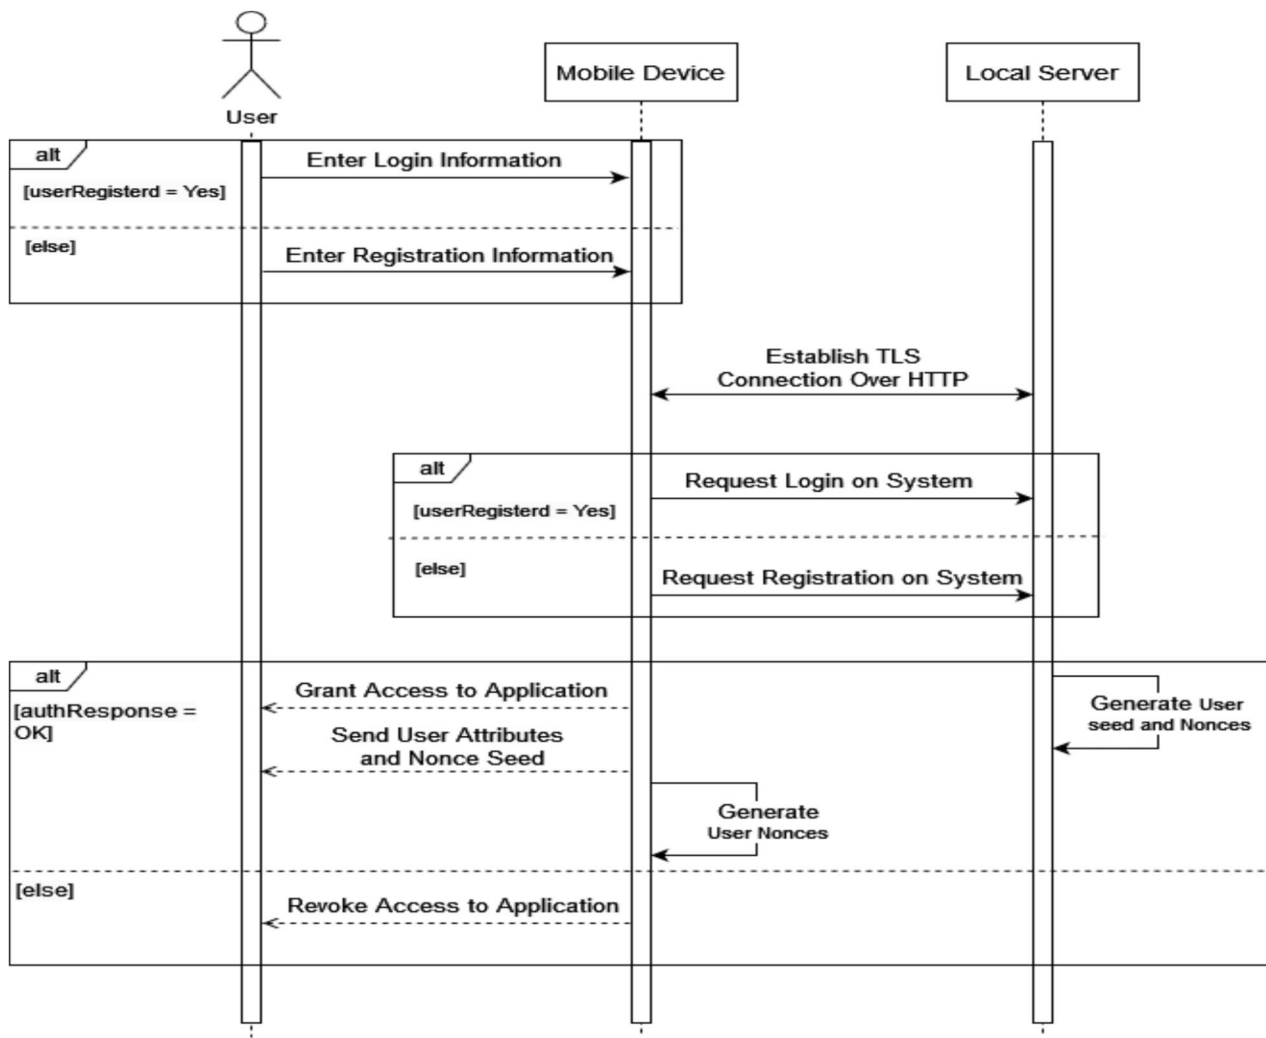 User
Mobile Device
Local Server
alt
[userRegisterd = Yes]
Enter Login Information
[else]
Enter Registration Information
Establish TLS
Connection Over HTTP
alt
[userRegisterd = Yes]
Request Login on System
[else]
Request Registration on System
alt
[authResponse =
OK]
Grant Access to Application
Generate User
seed and Nonces
Send User Attributes
and Nonce Seed
Generate
User Nonces
[else]
Revoke Access to Application